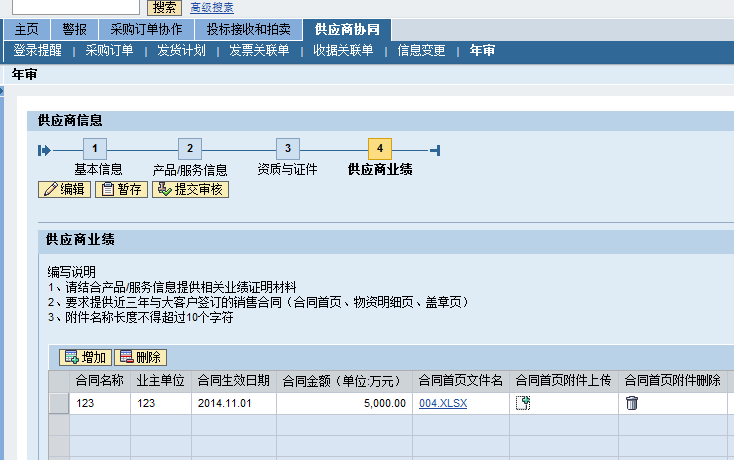 搜索 高级搜索
主页 警报 采购订单协作 投标接收和拍卖 供应商协同
登录提醒 | 采购订单 | 发货计划 | 发票关联单 | 收据关联单 | 信息变更 | 年审
年审
供应商信息
1 2 3 4
基本信息 产品/服务信息 资质与证件 供应商业绩
编辑 暂存 提交审核
供应商业绩
编写说明
1、请结合产品/服务信息提供相关业绩证明材料
2、要求提供近三年与大客户签订的销售合同（合同首页、物资明细页、盖章页）
3、附件名称长度不得超过10个字符
增加 删除
合同名称 业主单位 合同生效日期 合同金额（单位:万元） 合同首页文件名 合同首页附件上传 合同首页附件删除
123 123 2014.11.01 5,000.00 004.XLSX